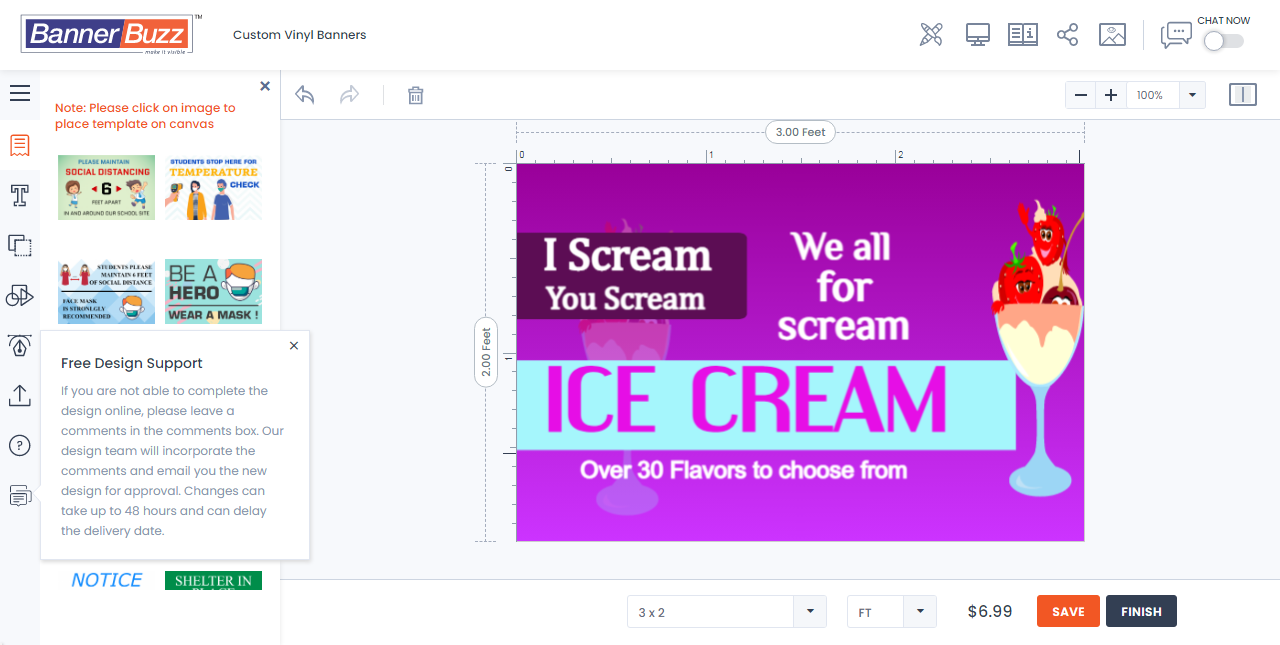 BannerBuzz
TM
make it visible
Custom Vinyl Banners
CHAT NOW
Note: Please click on image to
place template on canvas
100%
PLEASE MAINTAIN
SOCIAL DISTANCING
6
FEET APART
IN AND AROUND OUR SCHOOL SITE
STUDENTS STOP HERE FOR
TEMPERATURE
CHECK
STUDENTS PLEASE
MAINTAIN 6 FEET
OF SOCIAL DISTANCE
FACE MASK
IS STRONLGLY
RECOMMENDED
BE A
HERO
WEAR A MASK !
Free Design Support
If you are not able to complete the
design online, please leave a
comments in the comments box. Our
design team will incorporate the
comments and email you the new
design for approval. Changes can
take up to 48 hours and can delay
the delivery date.
NOTICE
SHELTER IN
PLACE
3.00 Feet
0 1 2
0
1
2.00 Feet
I Scream
You Scream
We all
for
scream
ICE CREAM
Over 30 Flavors to choose from
3 x 2
FT
$6.99
SAVE
FINISH